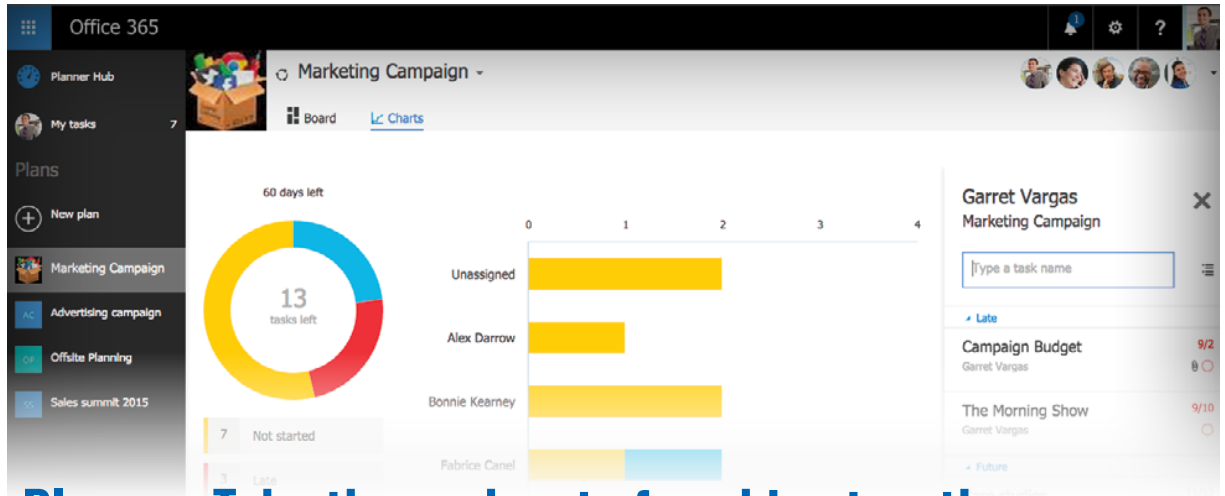 Office 365
1
?
Planner Hub
My tasks 7
Plans
New plan
Marketing Campaign
AC Advertising campaign
OP Offsite Planning
SS Sales summit 2015
Marketing Campaign
Board Charts
60 days left
13
tasks left
7 Not started
3 Late
0 1 2 3 4
Unassigned
Alex Darrow
Bonnie Kearney
Fabrice Canel
Garret Vargas
Marketing Campaign
Type a task name
Late
Campaign Budget 9/2
Garret Vargas
The Morning Show 9/10
Garret Vargas
Future